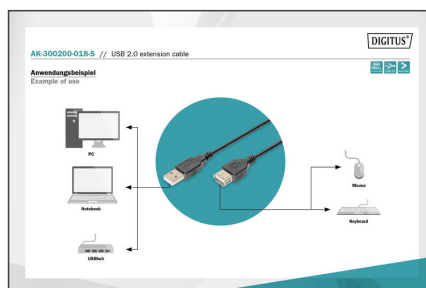 DIGITUS®
AK-300200-018-S // USB 2.0 extension cable
Anwendungsbeispiel
Example of use
PC
Notebook
USBhub
Mouse
Keyboard